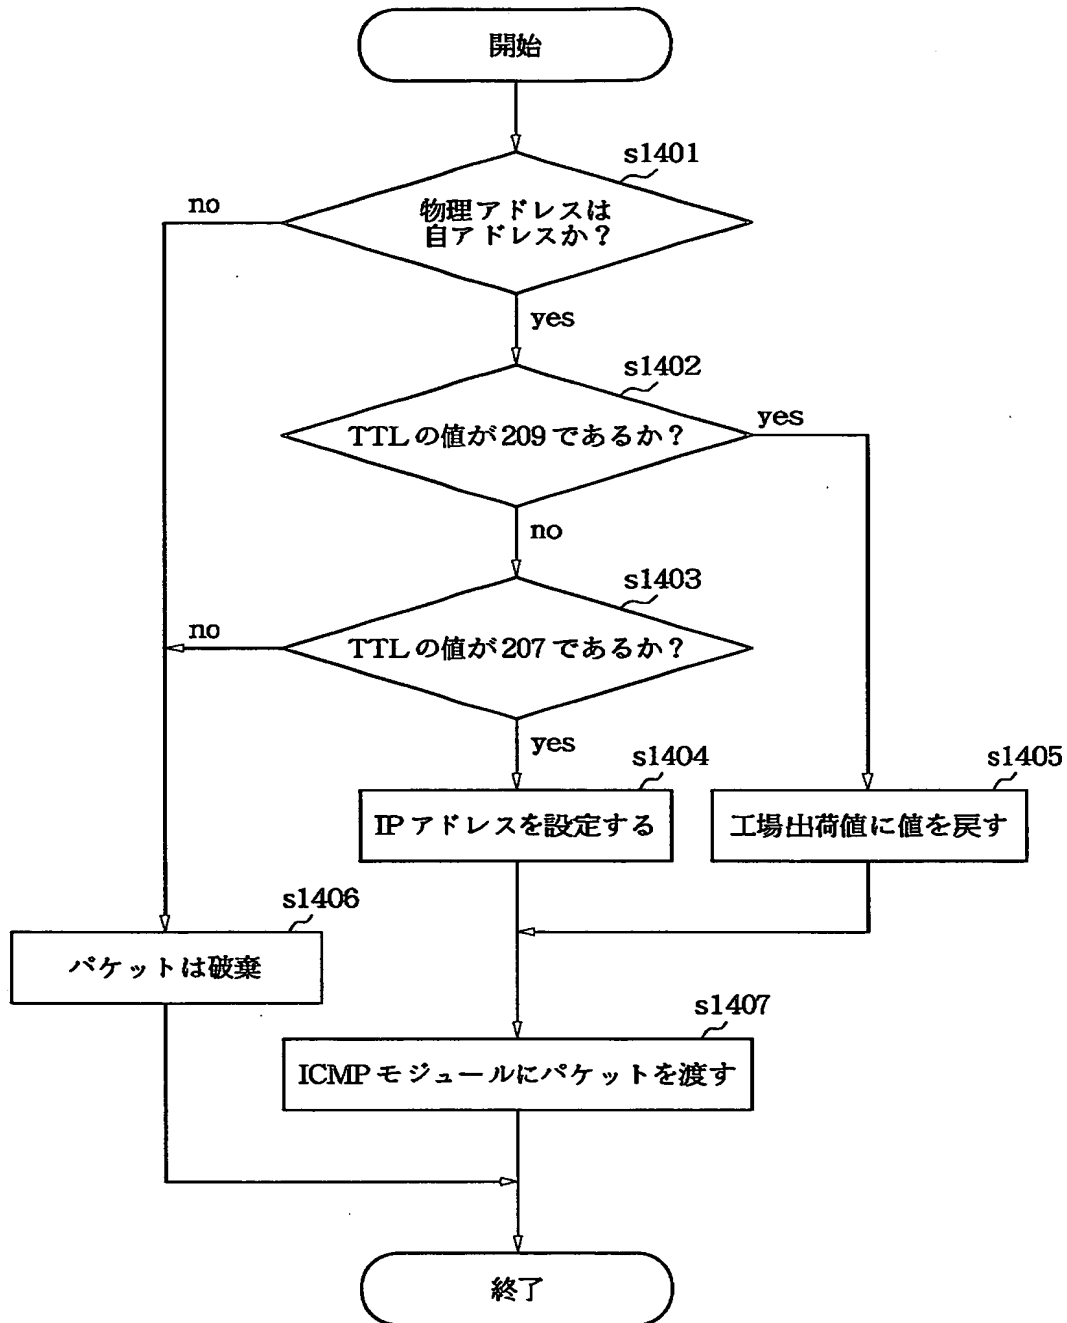 開始
s1401
no
物理アドレスは
自アドレスか？
yes
s1402
TTLの値が209であるか？
yes
no
s1403
no
TTLの値が207であるか？
yes
s1404
s1405
IPアドレスを設定する
工場出荷値に値を戻す
s1406
パケットは破棄
s1407
ICMPモジュールにパケットを渡す
終了